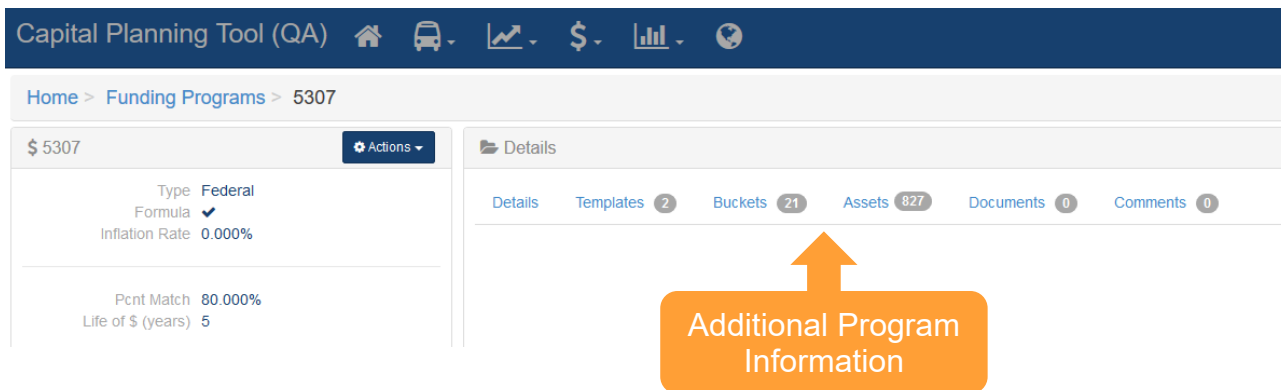 Capital Planning Tool (QA)
Home > Funding Programs > 5307
$ 5307
Actions
Type Federal
Formula ✔
Inflation Rate 0.000%
Pcnt Match 80.000%
Life of $ (years) 5
Details
Details Templates 2 Buckets 21 Assets 827 Documents 0 Comments 0
Additional Program
Information